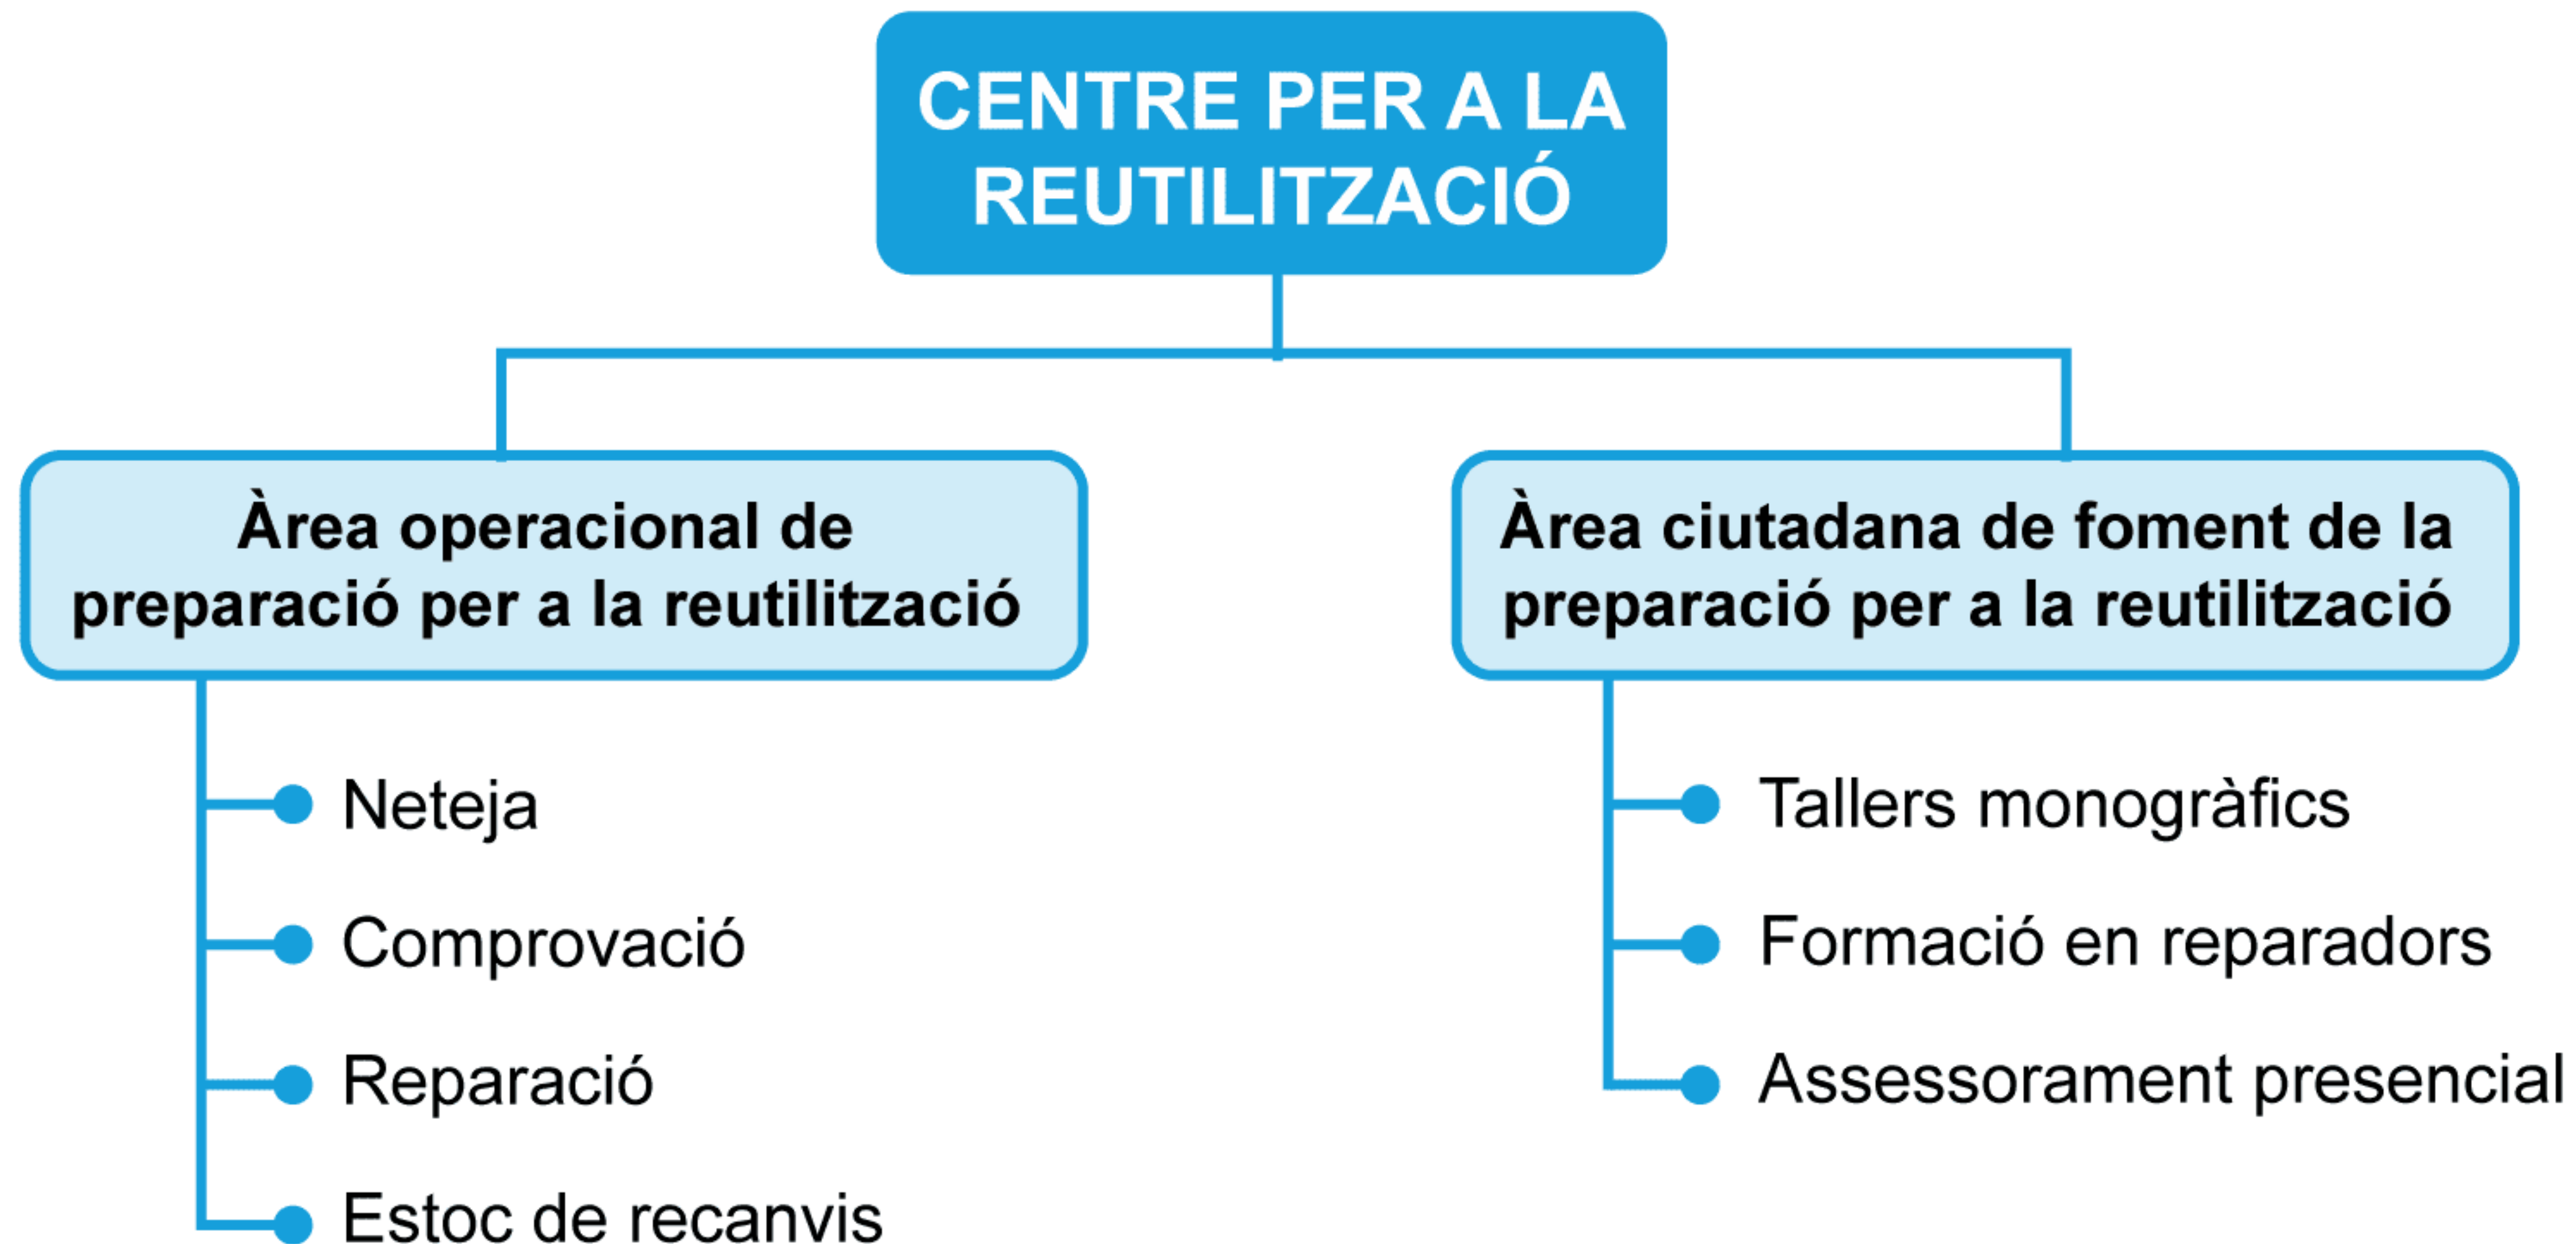 CENTRE PER A LA
REUTILITZACIÓ
Àrea operacional de
preparació per a la reutilització
Neteja
Comprovació
Reparació
Estoc de recanvis
Àrea ciutadana de foment de la
preparació per a la reutilització
Tallers monogràfics
Formació en reparadors
Assessorament presencial